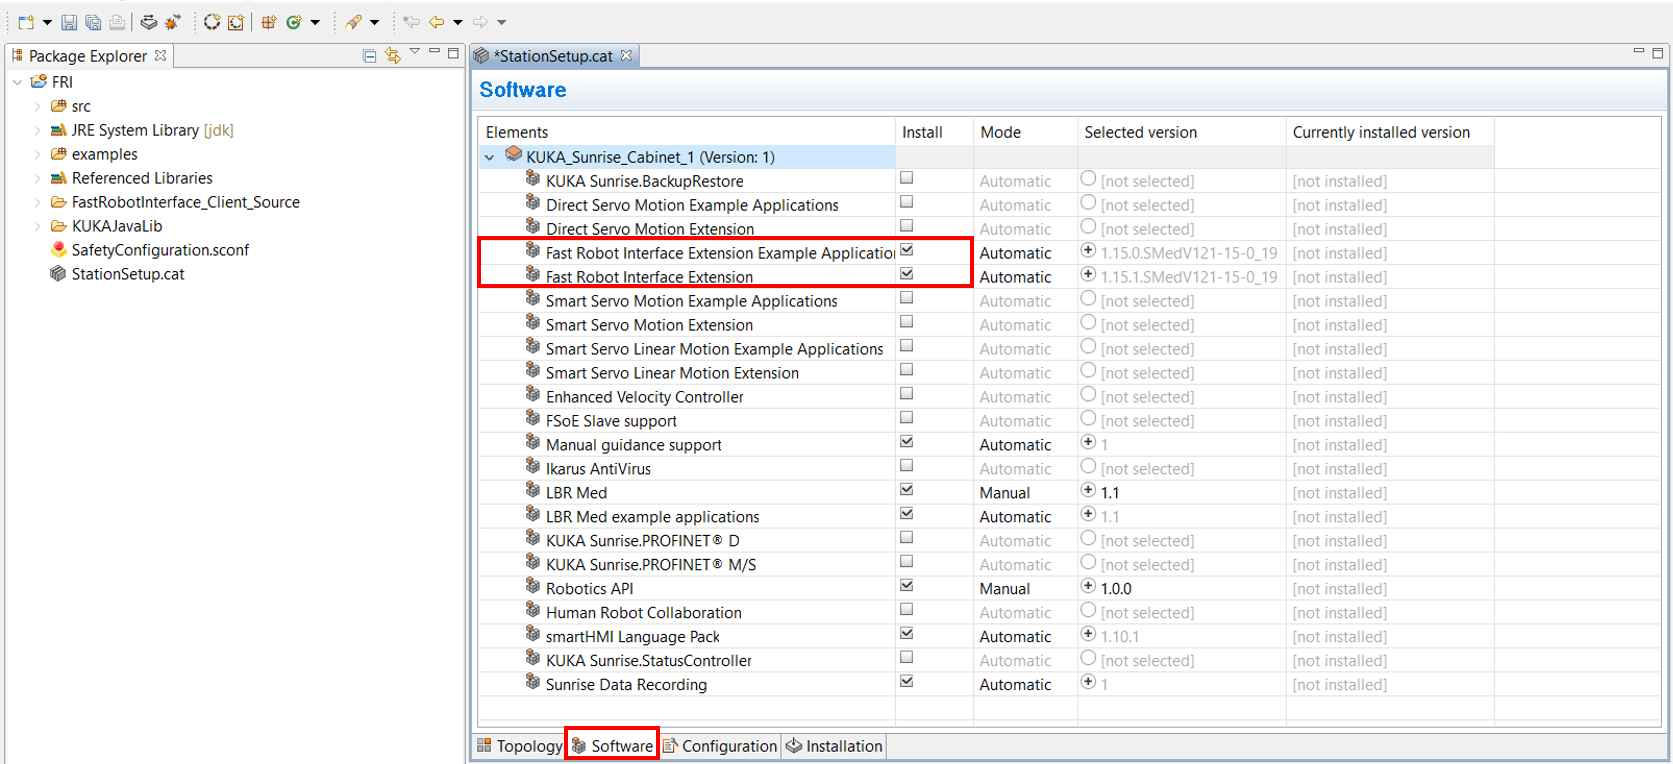 Package Explorer
FRI
src
JRE System Library [jdk]
examples
Referenced Libraries
FastRobotInterface_Client_Source
KUKAJavaLib
SafetyConfiguration.sconf
StationSetup.cat
*StationSetup.cat
Software
Elements Install Mode Selected version Currently installed version
KUKA_Sunrise_Cabinet_1 (Version: 1)
KUKA Sunrise.BackupRestore Automatic [not selected] [not installed]
Direct Servo Motion Example Applications Automatic [not selected] [not installed]
Direct Servo Motion Extension Automatic [not selected] [not installed]
Fast Robot Interface Extension Example Applicatio Automatic 1.15.0.SMedV121-15-0_19 [not installed]
Fast Robot Interface Extension Automatic 1.15.1.SMedV121-15-0_19 [not installed]
Smart Servo Motion Example Applications Automatic [not selected] [not installed]
Smart Servo Motion Extension Automatic [not selected] [not installed]
Smart Servo Linear Motion Example Applications Automatic [not selected] [not installed]
Smart Servo Linear Motion Extension Automatic [not selected] [not installed]
Enhanced Velocity Controller Automatic [not selected] [not installed]
FSoE Slave support Automatic [not selected] [not installed]
Manual guidance support Automatic 1 [not installed]
Ikarus AntiVirus Automatic [not selected] [not installed]
LBR Med Manual 1.1 [not installed]
LBR Med example applications Automatic 1.1 [not installed]
KUKA Sunrise.PROFINET® D Automatic [not selected] [not installed]
KUKA Sunrise.PROFINET® M/S Automatic [not selected] [not installed]
Robotics API Manual 1.0.0 [not installed]
Human Robot Collaboration Automatic [not selected] [not installed]
smartHMI Language Pack Automatic 1.10.1 [not installed]
KUKA Sunrise.StatusController Automatic [not selected] [not installed]
Sunrise Data Recording Automatic 1 [not installed]
Topology Software Configuration Installation